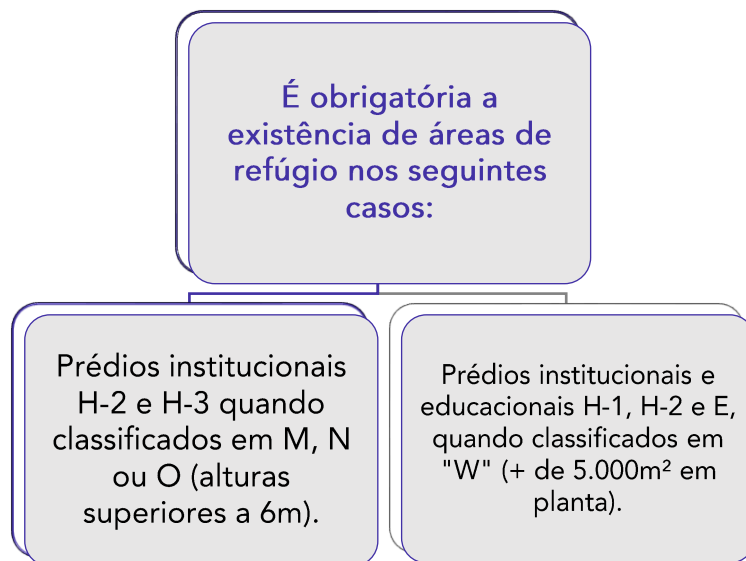 É obrigatória a
existência de áreas de
refúgio nos seguintes
casos:
Prédios institucionais
H-2 e H-3 quando
classificados em M, N
ou O (alturas
superiores a 6m).
Prédios institucionais e
educacionais H-1, H-2 e E,
quando classificados em
"W" (+ de 5.000m² em
planta).